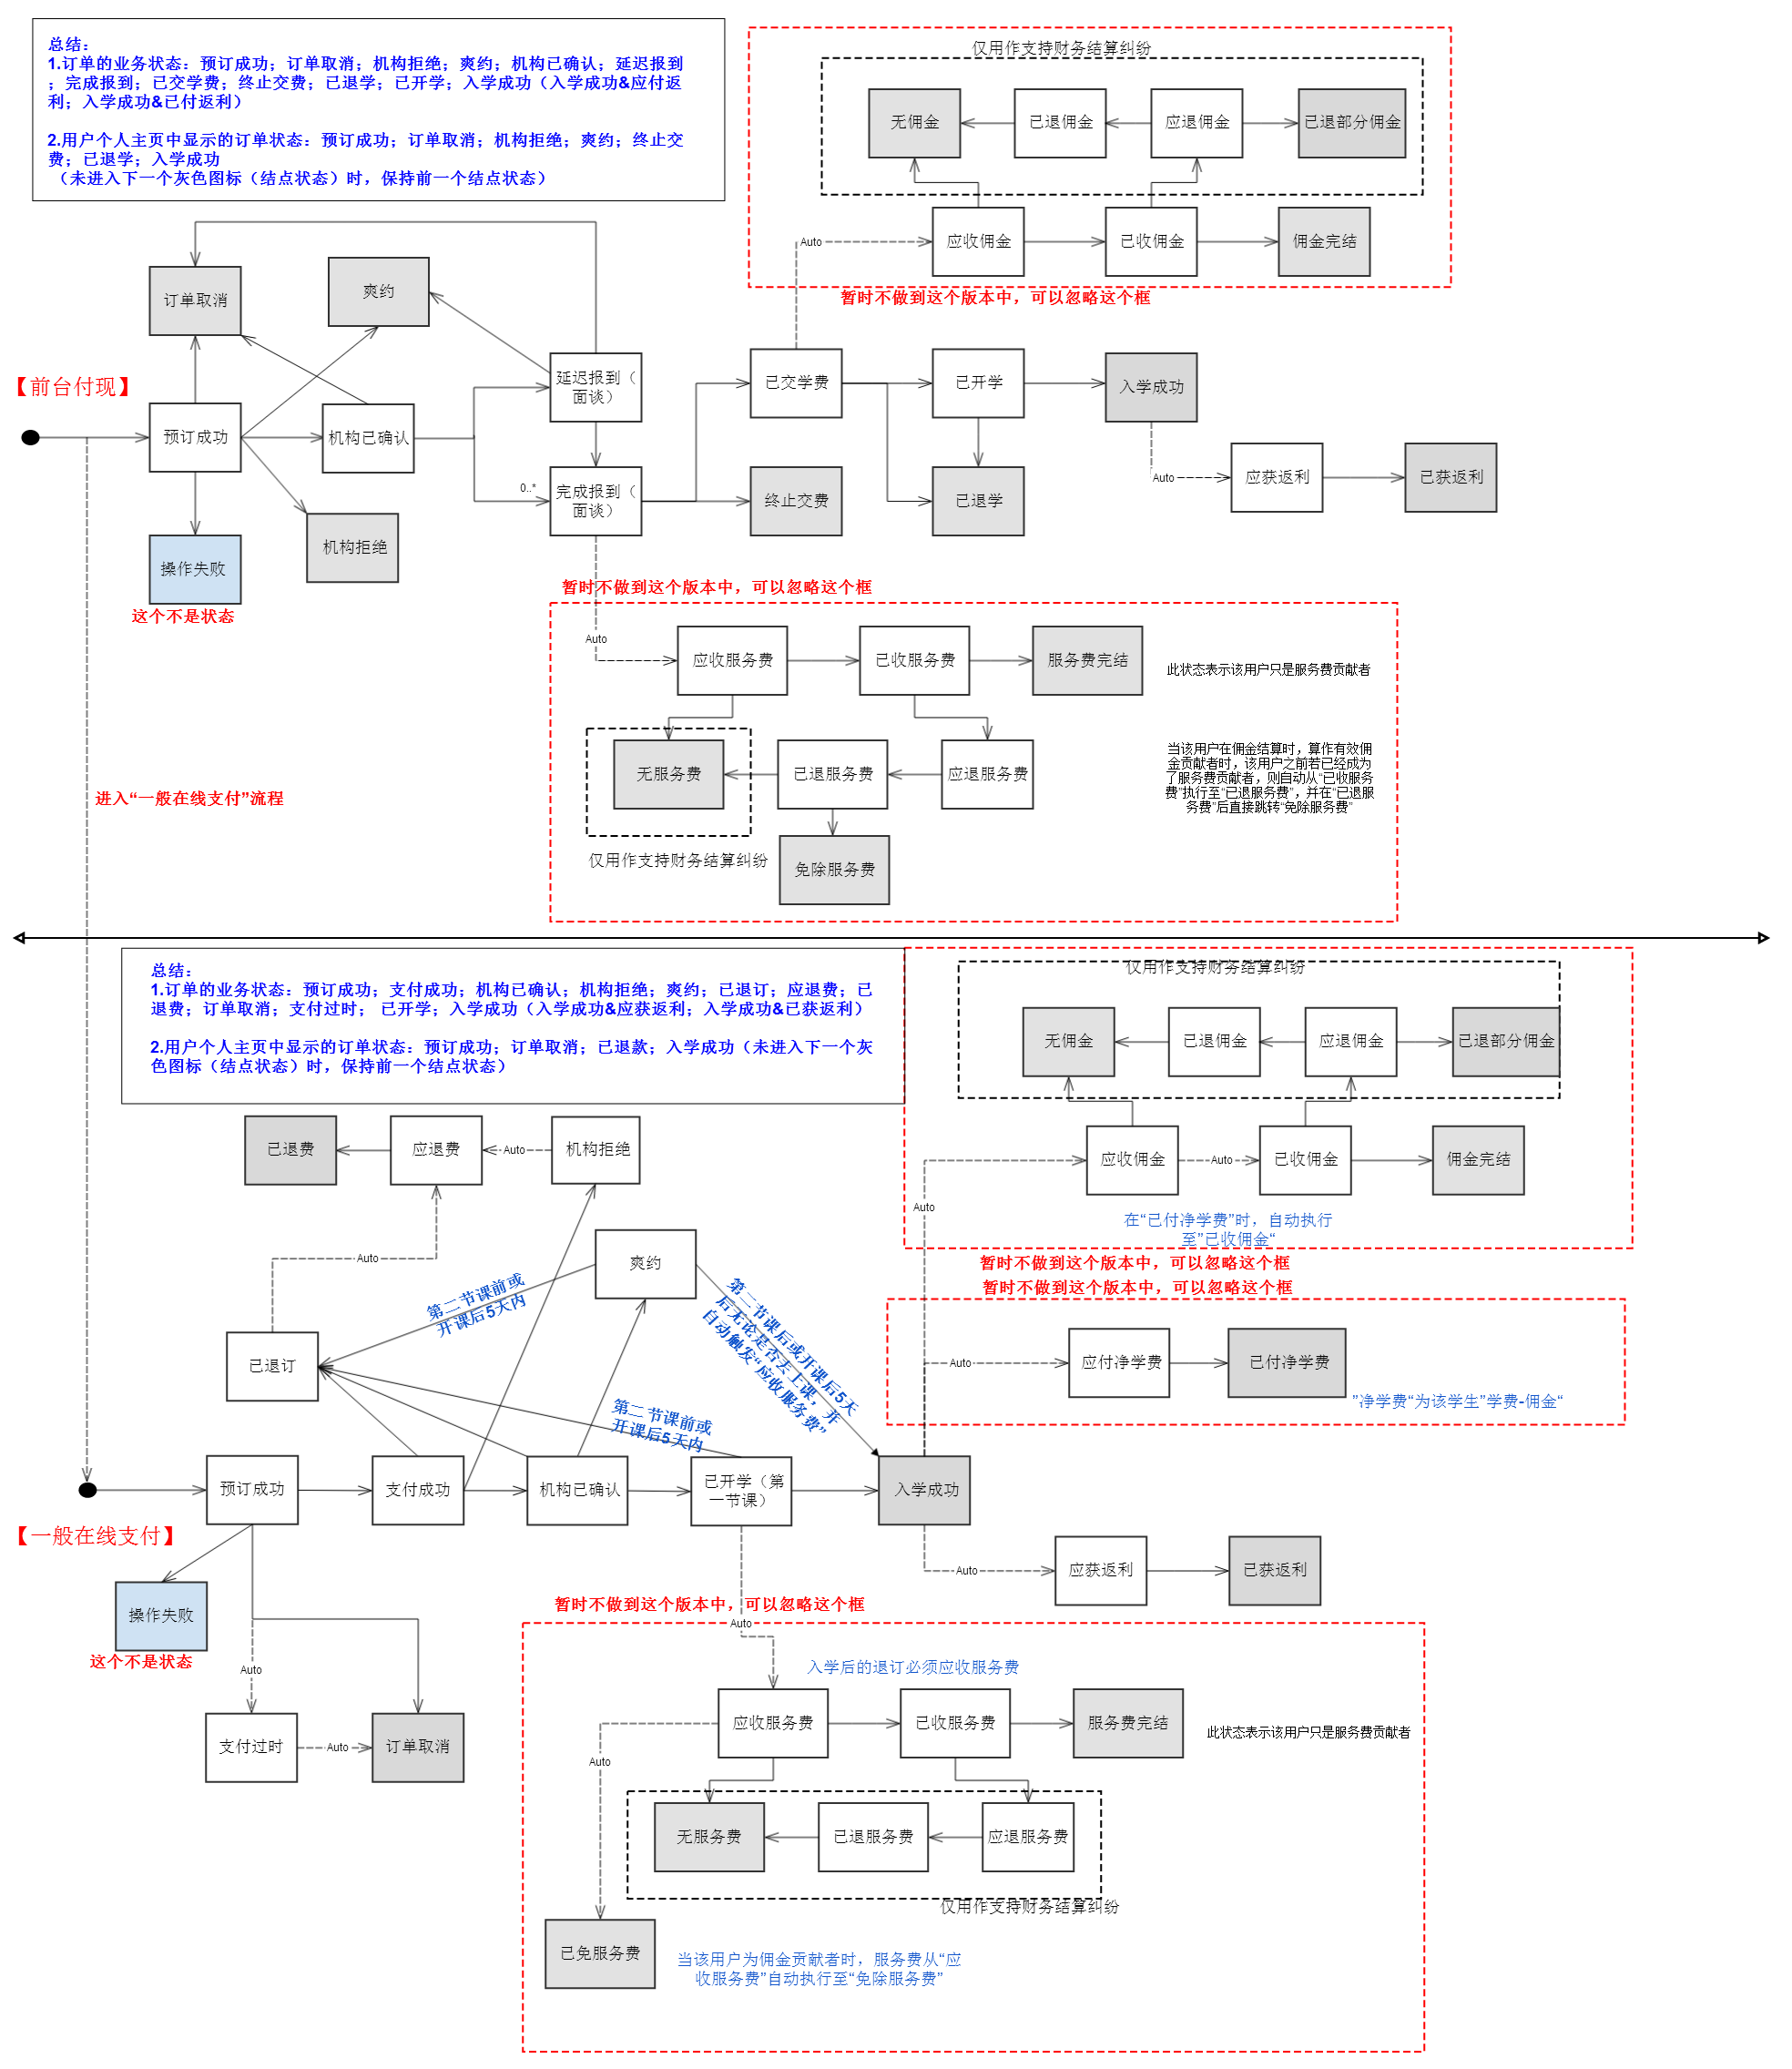 总结：
1.订单的业务状态：预订成功；订单取消；机构拒绝；爽约；机构已确认；延迟报到
；完成报到；已交学费；终止交费；已退学；已开学；入学成功（入学成功&应付返
利；入学成功&已付返利）
2.用户个人主页中显示的订单状态：预订成功；订单取消；机构拒绝；爽约；终止交
费；已退学；入学成功
（未进入下一个灰色图标（结点状态）时，保持前一个结点状态）
仅用作支持财务结算纠纷
无佣金
已退佣金
应退佣金
已退部分佣金
Auto
应收佣金
已收佣金
佣金完结
暂时不做到这个版本中，可以忽略这个框
订单取消
爽约
【前台付现】
预订成功
机构已确认
延迟报到（
面谈）
已交学费
已开学
入学成功
0..*
完成报到（
面谈）
终止交费
已退学
Auto
应获返利
已获返利
机构拒绝
操作失败
这个不是状态
暂时不做到这个版本中，可以忽略这个框
Auto
应收服务费
已收服务费
服务费完结
此状态表示该用户只是服务费贡献者
无服务费
已退服务费
应退服务费
当该用户在佣金结算时，算作有效佣
金贡献者时，该用户之前若已经成为
了服务费贡献者，则自动从“已收服务
费”执行至“已退服务费”，并在“已退服
务费”后直接跳转“免除服务费”
进入“一般在线支付”流程
仅用作支持财务结算纠纷
免除服务费
总结：
1.订单的业务状态：预订成功；支付成功；机构已确认；机构拒绝；爽约；已退订；应退费；已
退费；订单取消；支付过时； 已开学；入学成功（入学成功&应获返利；入学成功&已获返利）
2.用户个人主页中显示的订单状态：预订成功；订单取消；已退款；入学成功（未进入下一个灰
色图标（结点状态）时，保持前一个结点状态）
仅用作支持财务结算纠纷
无佣金
已退佣金
应退佣金
已退部分佣金
应收佣金
Auto
已收佣金
佣金完结
Auto
在“已付净学费”时，自动执行
至”已收佣金“
暂时不做到这个版本中，可以忽略这个框
暂时不做到这个版本中，可以忽略这个框
已退费
应退费
Auto
机构拒绝
Auto
爽约
第二节课前或
开课后5天内
第二节课后或开课后5天
后无论是否去上课，并
自动触发“应收服务费”
已退订
Auto
应付净学费
已付净学费
”净学费“为该学生”学费-佣金“
第二节课前或
开课后5天内
预订成功
支付成功
机构已确认
已开学（第
一节课）
入学成功
【一般在线支付】
Auto
应获返利
已获返利
操作失败
这个不是状态
暂时不做到这个版本中，可以忽略这个框
Auto
Auto
支付过时
Auto
订单取消
入学后的退订必须应收服务费
应收服务费
已收服务费
服务费完结
此状态表示该用户只是服务费贡献者
Auto
无服务费
已退服务费
应退服务费
仅用作支持财务结算纠纷
已免服务费
当该用户为佣金贡献者时，服务费从“应
收服务费”自动执行至“免除服务费”